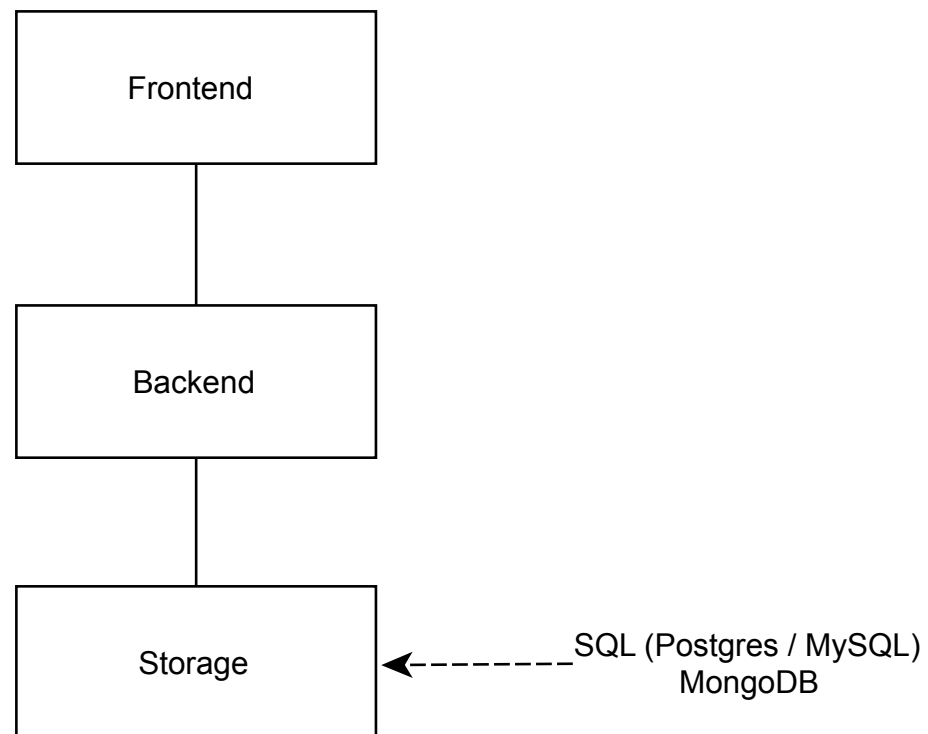 Frontend
Backend
Storage
SQL (Postgres / MySQL)
MongoDB